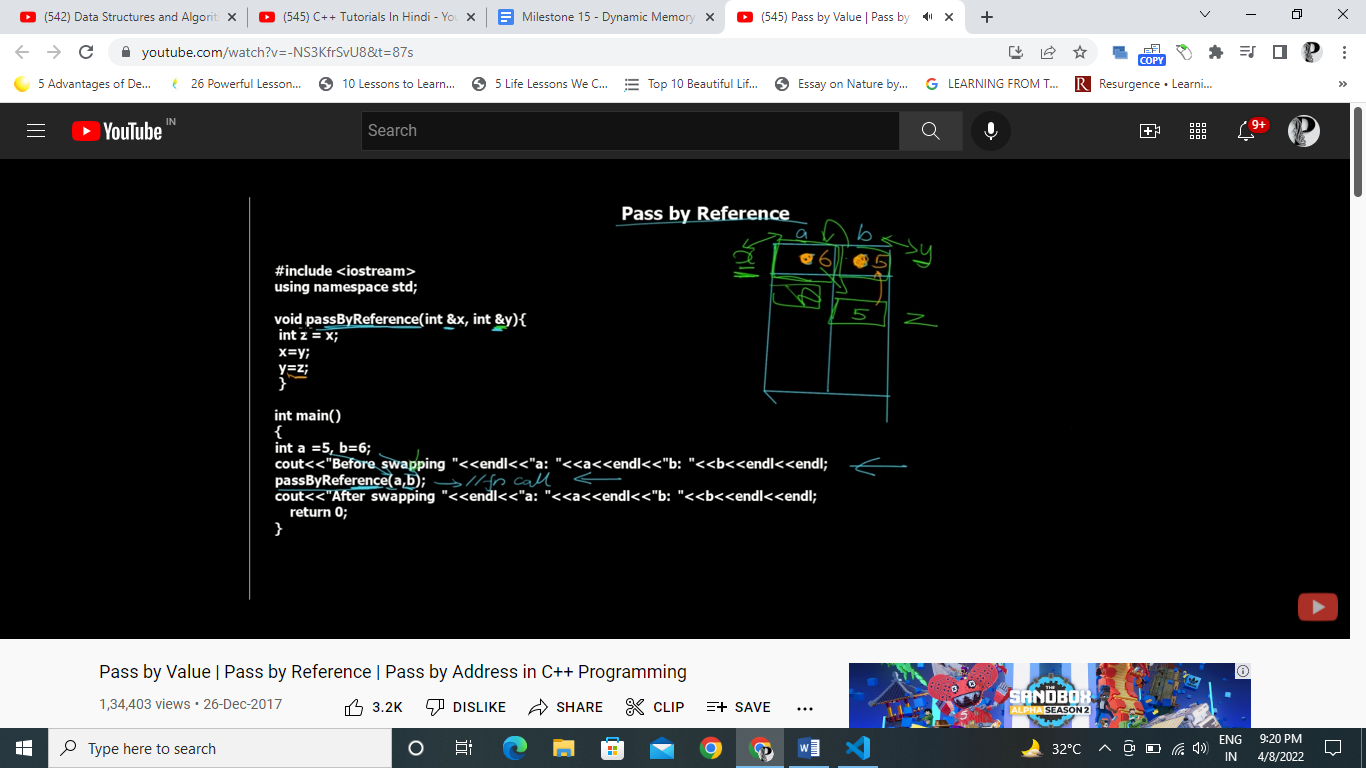 (542) Data Structures and Algorit
(545) C++ Tutorials In Hindi - You
Milestone 15 - Dynamic Memory
(545) Pass by Value | Pass by
youtube.com/watch?v=-NS3KfrSvU8&t=87s
COPY
5 Advantages of De...
26 Powerful Lesson...
10 Lessons to Learn...
5 Life Lessons We C...
Top 10 Beautiful Lif...
Essay on Nature by...
LEARNING FROM T...
Resurgence • Learni...
»
YouTube IN
Search
9+
Pass by Reference
a b
x 6 5 y
5 z
#include <iostream>
using namespace std;
void passByReference(int &x, int &y){
int z = x;
x=y;
y=z;
}
int main()
{
int a =5, b=6;
cout<<"Before swapping "<<endl<<"a: "<<a<<endl<<"b: "<<b<<endl<<endl;
passByReference(a,b); //fn call
cout<<"After swapping "<<endl<<"a: "<<a<<endl<<"b: "<<b<<endl<<endl;
return 0;
}
Pass by Value | Pass by Reference | Pass by Address in C++ Programming
1,34,403 views • 26-Dec-2017
3.2K
DISLIKE
SHARE
CLIP
SAVE
...
THE
SANDBOX
ALPHA SEASON 2
Type here to search
32°C
ENG
IN
9:20 PM
4/8/2022